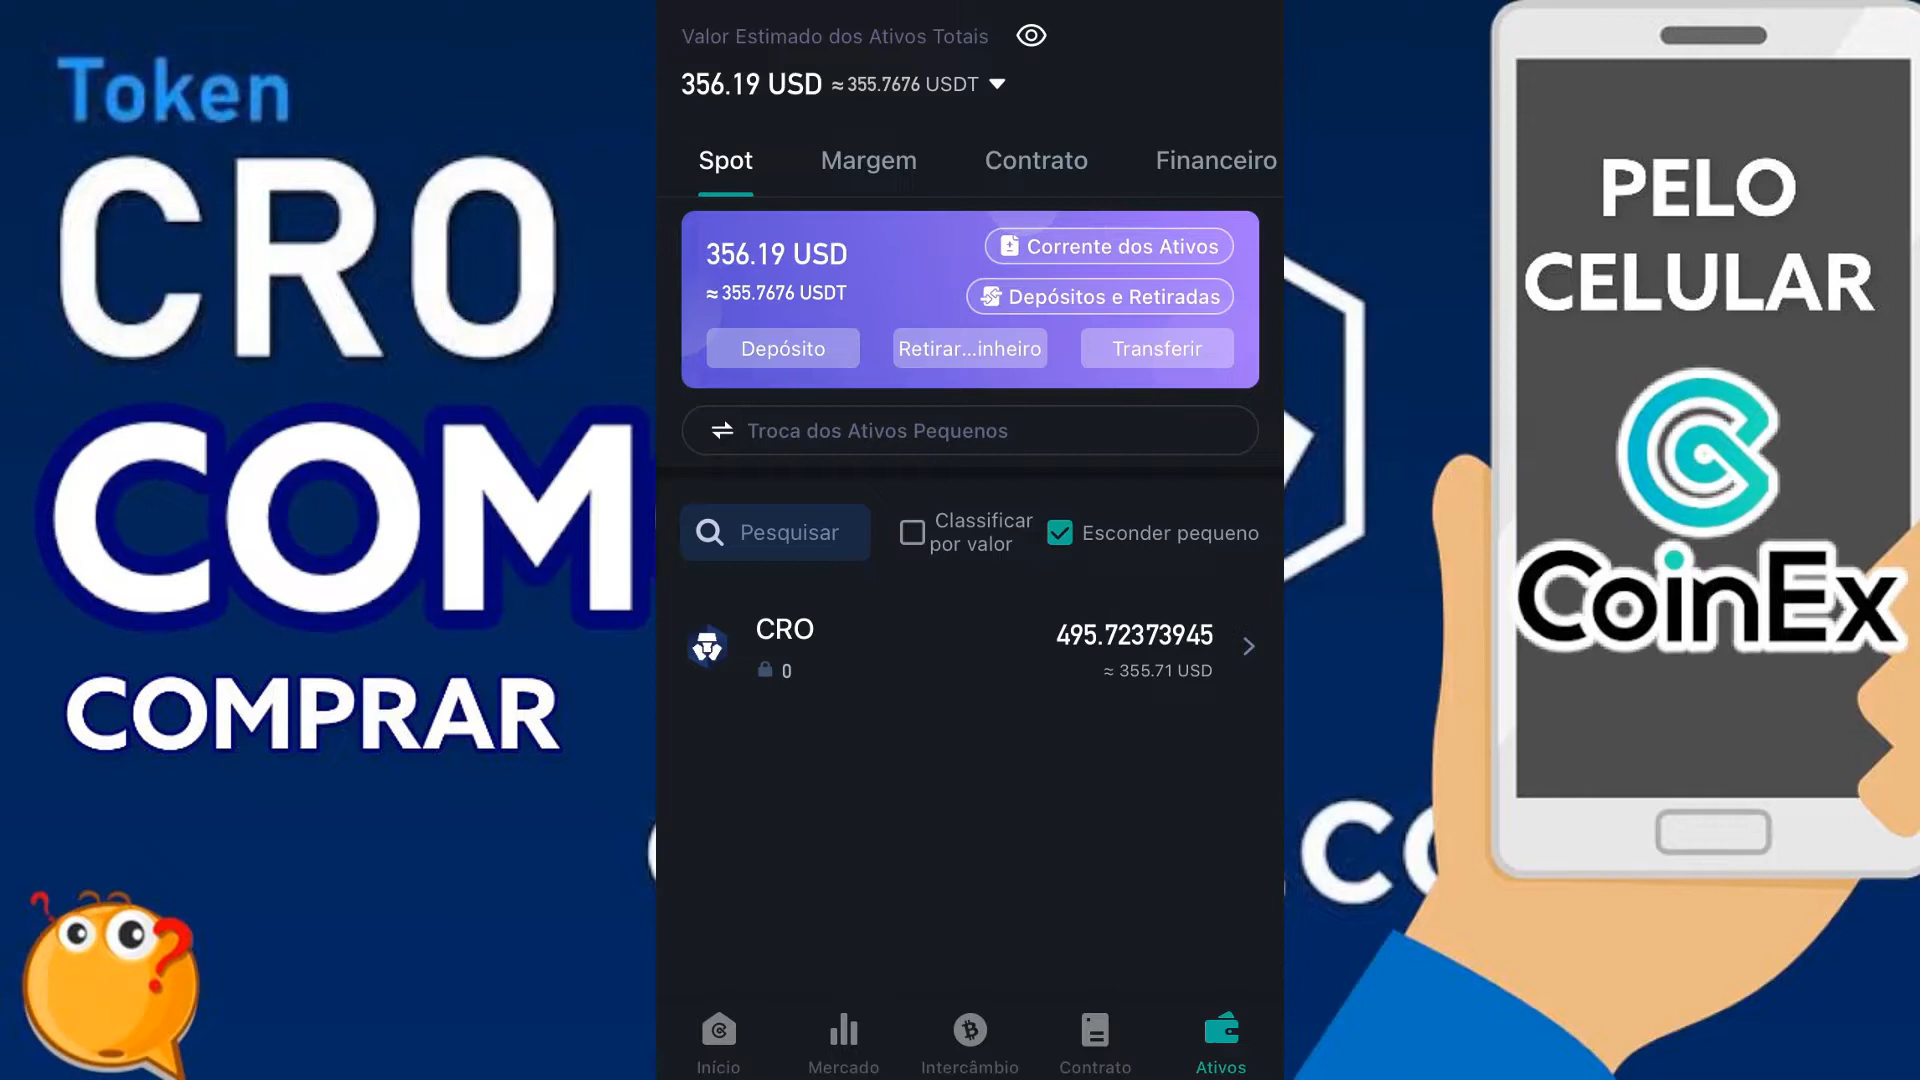 Token
CRO
COM
COMPRAR
Valor Estimado dos Ativos Totais
356.19 USD ≈ 355.7676 USDT
Spot Margem Contrato Financeiro
356.19 USD
≈ 355.7676 USDT
Corrente dos Ativos
Depósitos e Retiradas
Depósito Retirar...inheiro Transferir
Troca dos Ativos Pequenos
Pesquisar
Classificar
por valor
Esconder pequeno
CRO
0
495.72373945
≈ 355.71 USD
Início Mercado Intercâmbio Contrato Ativos
PELO
CELULAR
CoinEx